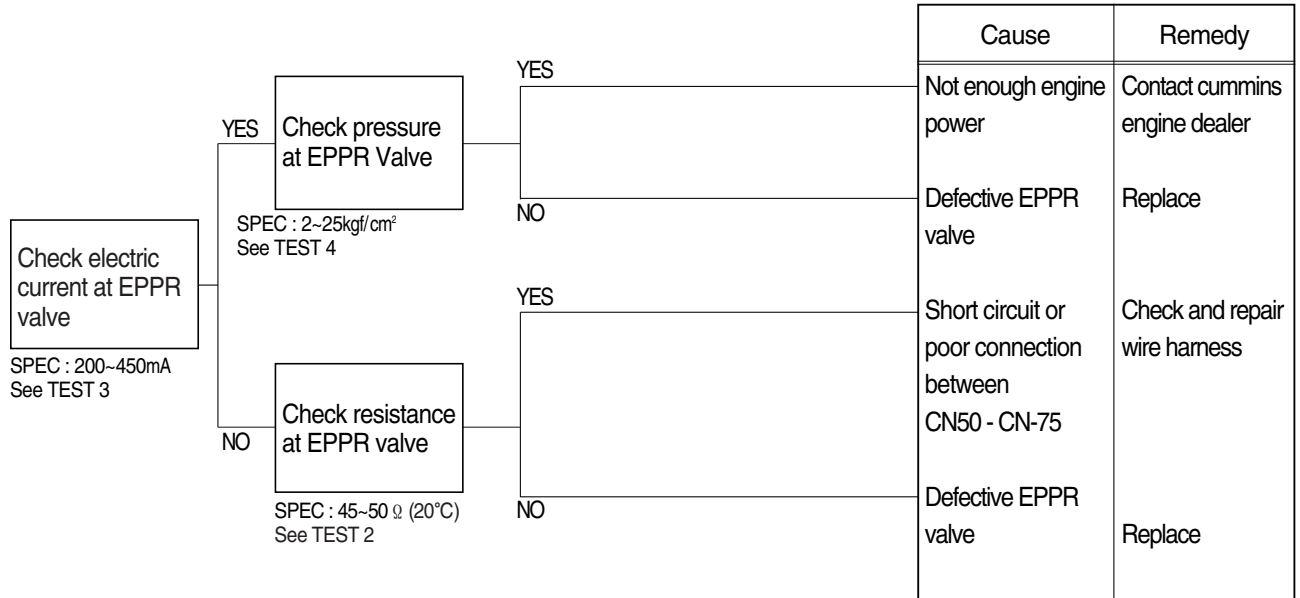 Check electric
current at EPPR
valve
SPEC : 200~450mA
See TEST 3
YES
Check pressure
at EPPR Valve
SPEC : 2~25kgf/cm²
See TEST 4
NO
Check resistance
at EPPR valve
SPEC : 45~50 Ω (20°C)
See TEST 2
YES
NO
YES
NO
Cause Remedy
Not enough engine Contact cummins
power engine dealer
Defective EPPR Replace
valve
Short circuit or Check and repair
poor connection wire harness
between
CN50 - CN-75
Defective EPPR
valve Replace